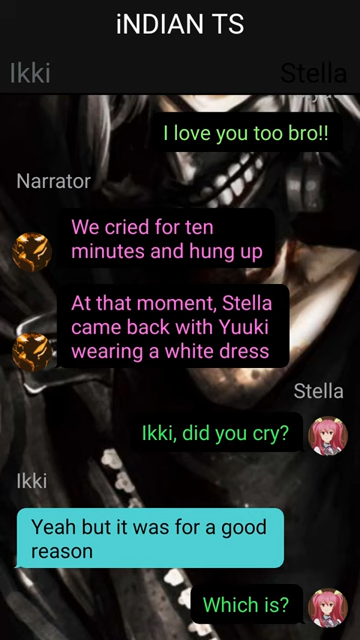 iNDIAN TS
Ikki
Stella
I love you too bro!!
Narrator
We cried for ten
minutes and hung up
At that moment, Stella
came back with Yuuki
wearing a white dress
Stella
Ikki, did you cry?
Ikki
Yeah but it was for a good
reason
Which is?